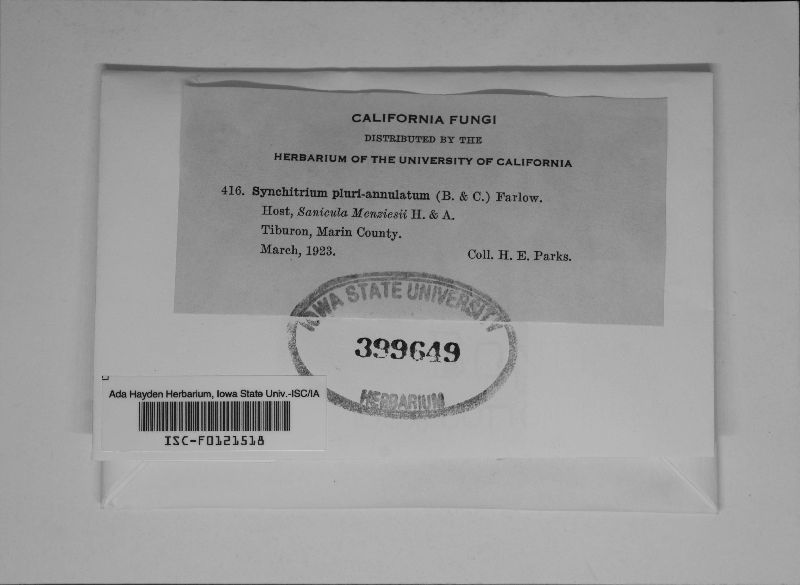 CALIFORNIA FUNGI
DISTRIBUTED BY THE
HERBARIUM OF THE UNIVERSITY OF CALIFORNIA
416. Synchitrium pluri-annulatum (B. & C.) Farlow.
Host, Sanicula Menziesii H. & A.
Tiburon, Marin County.
March, 1923. Coll. H. E. Parks.
IOWA STATE UNIVERSITY
399649
HERBARIUM
Ada Hayden Herbarium, Iowa State Univ.-ISC/IA
ISC-F0121518